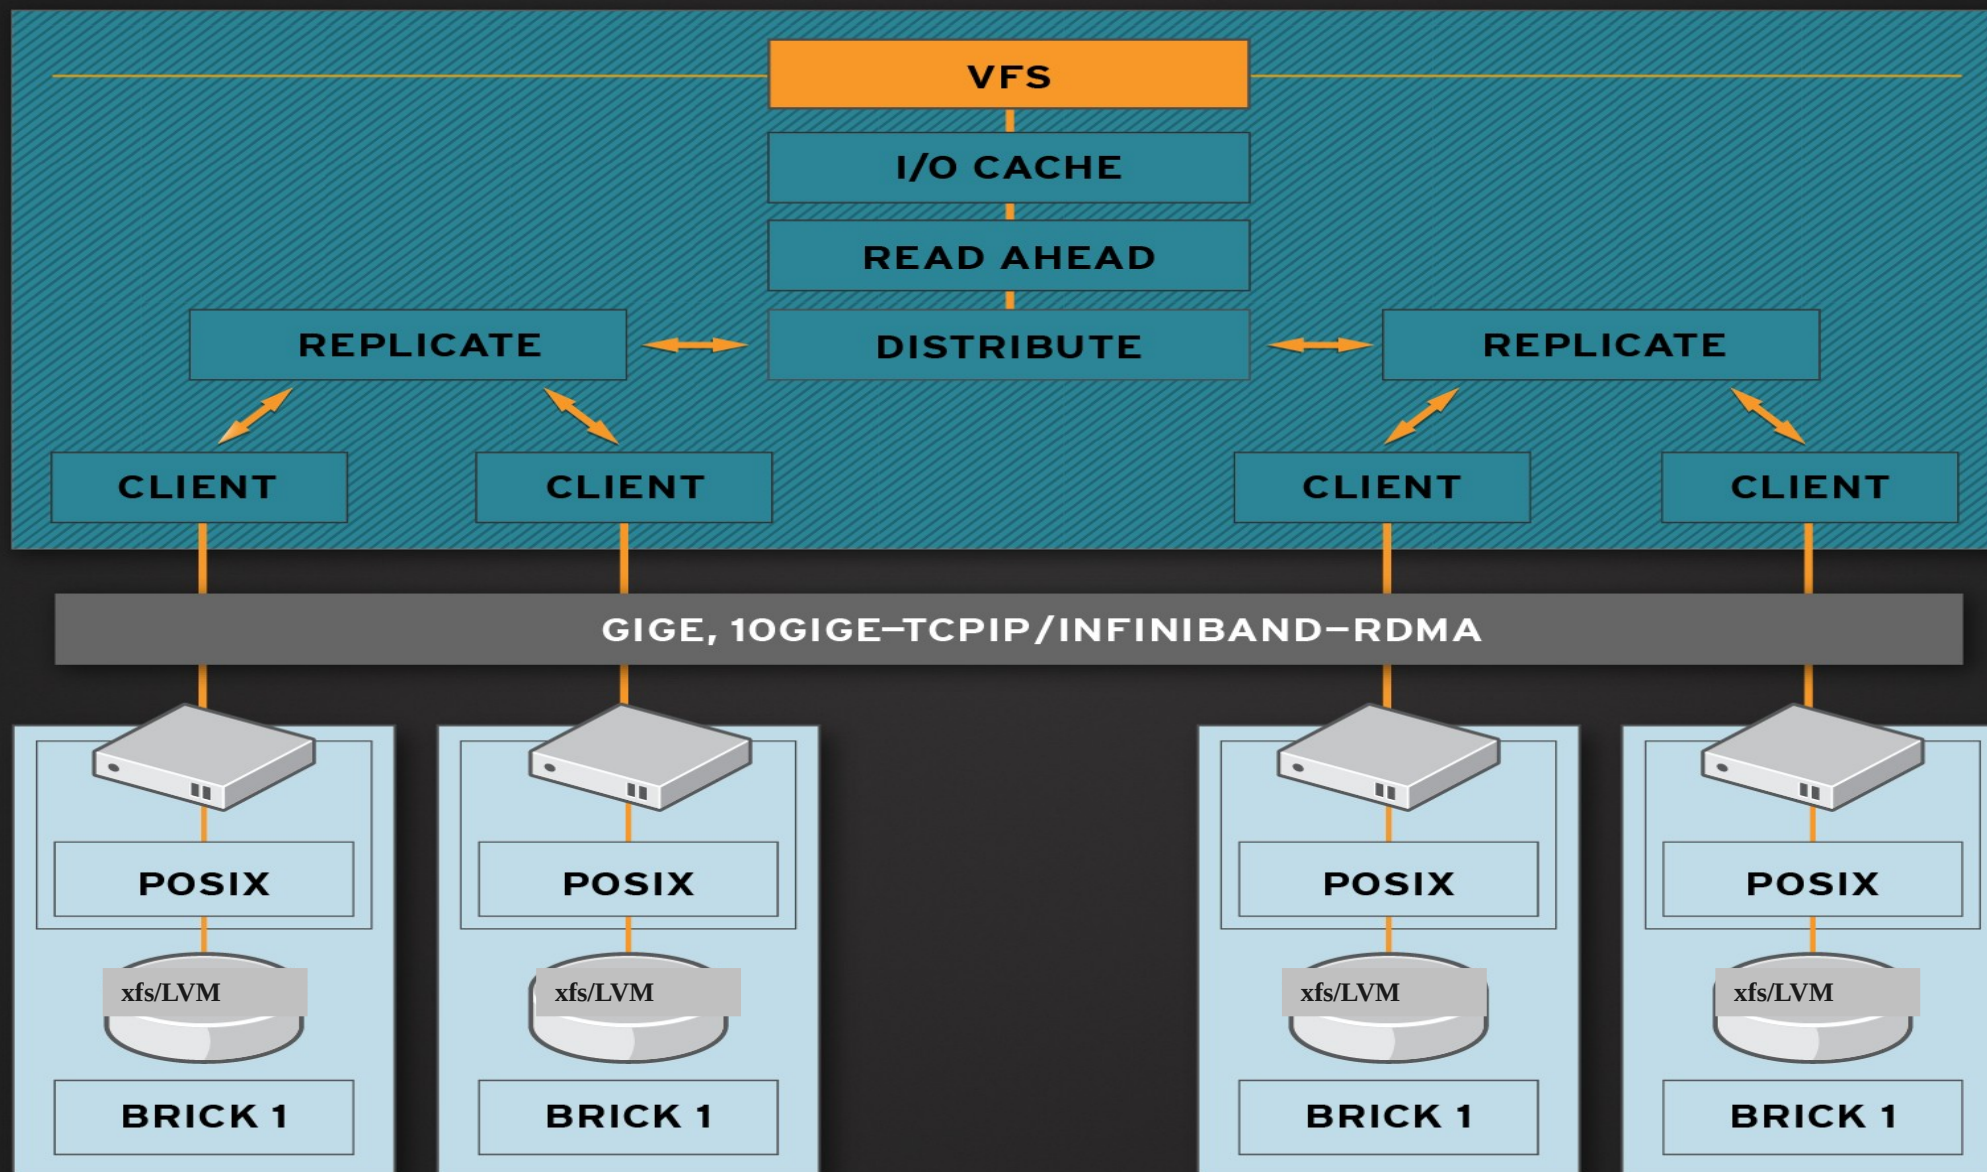 VFS
I/O CACHE
READ AHEAD
REPLICATE
DISTRIBUTE
REPLICATE
CLIENT
CLIENT
CLIENT
CLIENT
GIGE, 10GIGE–TCPIP/INFINIBAND–RDMA
POSIX
POSIX
POSIX
POSIX
xfs/LVM
xfs/LVM
xfs/LVM
xfs/LVM
BRICK 1
BRICK 1
BRICK 1
BRICK 1